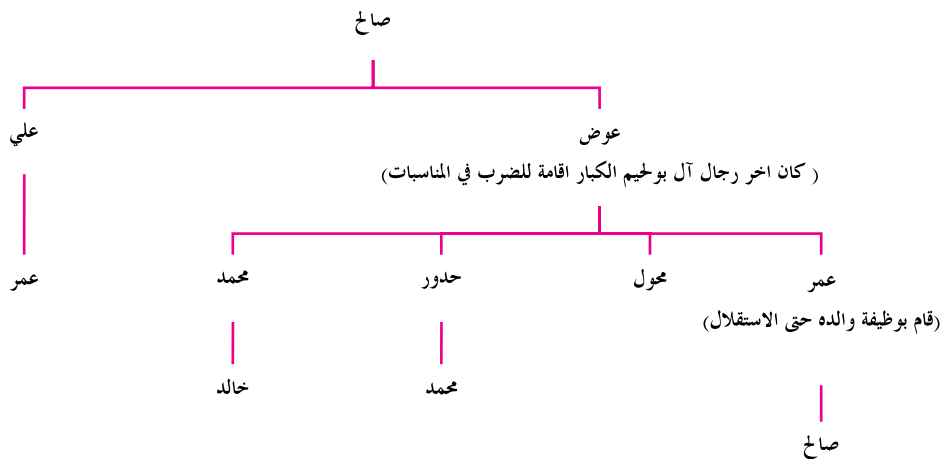 صالح
عوض
علي
( كان اخر رجال آل بولحيم الكبار اقامة للضرب في المناسبات)
عمر
محول
حدور
محمد
عمر
(قام بوظيفة والده حتى الاستقلال)
محمد
خالد
صالح